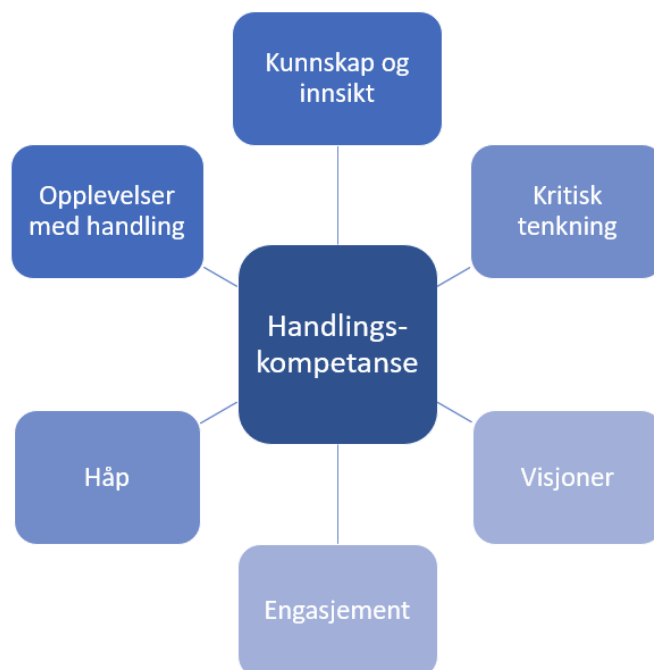 Kunnskap og
innsikt
Opplevelser
med handling
Kritisk
tenkning
Handlings-
kompetanse
Håp
Visjoner
Engasjement